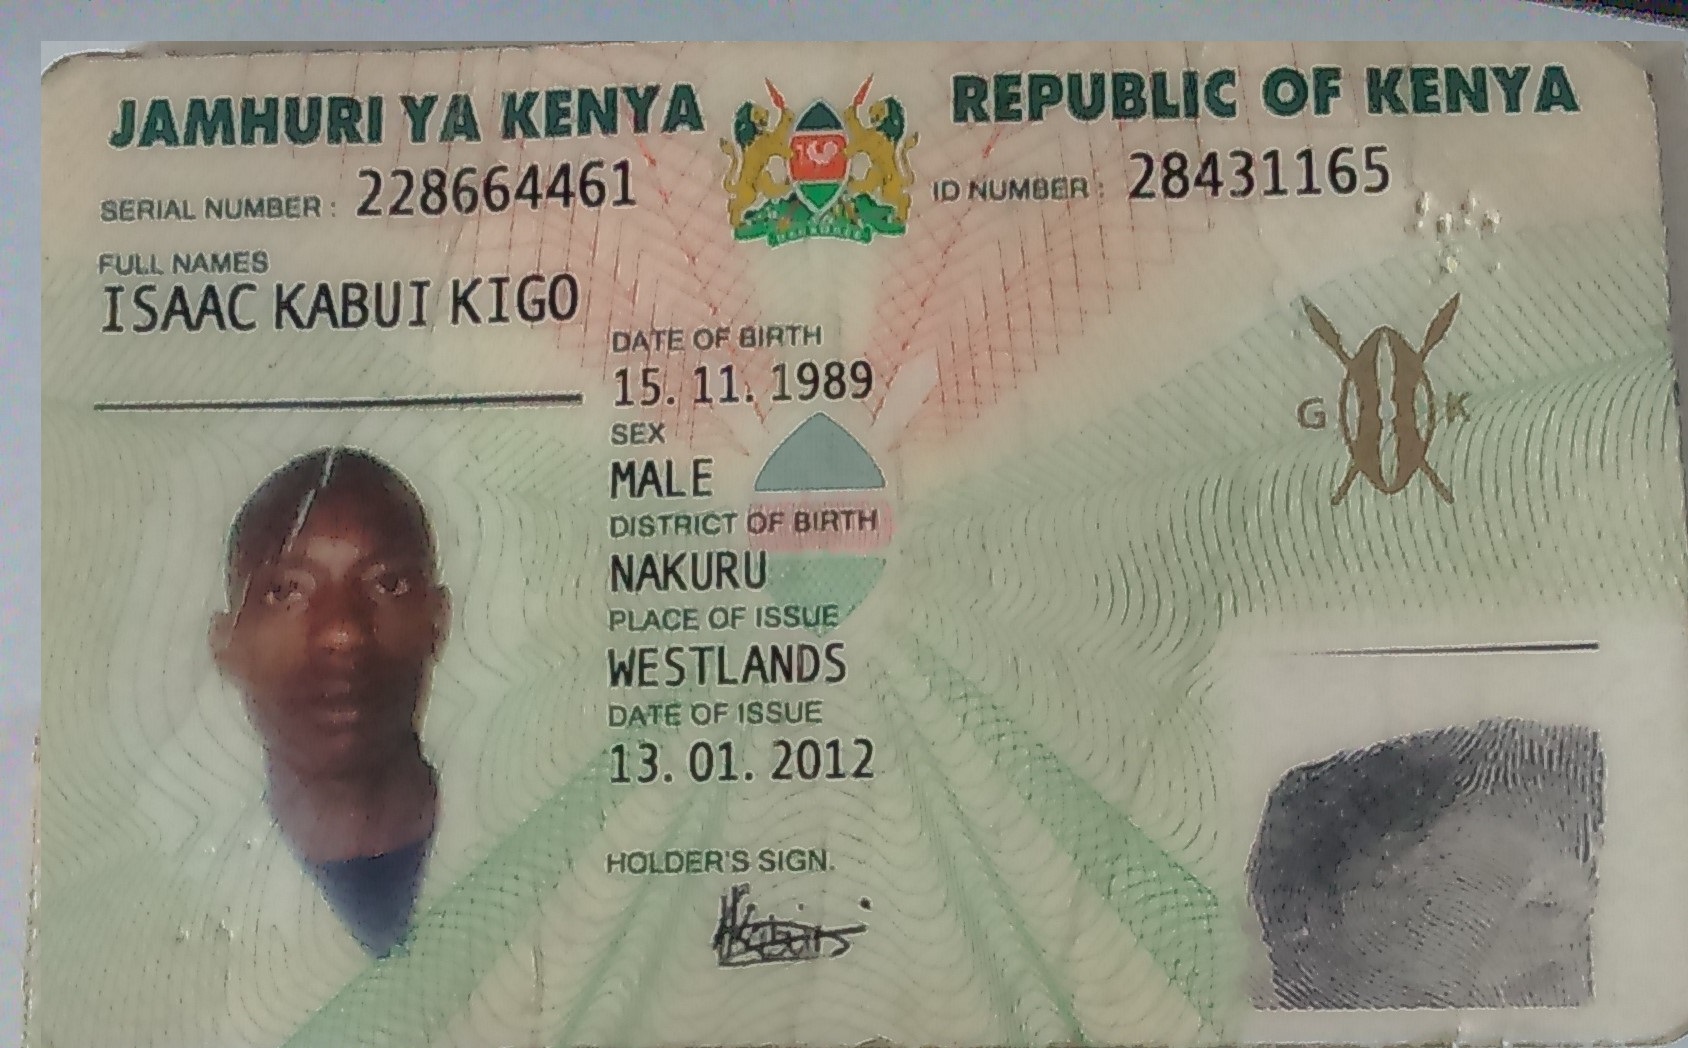 JAMHURI YA KENYA
REPUBLIC OF KENYA
SERIAL NUMBER: 228664461
ID NUMBER: 28431165
FULL NAMES
ISAAC KABUI KIGO
DATE OF BIRTH
15. 11. 1989
SEX
MALE
DISTRICT OF BIRTH
NAKURU
PLACE OF ISSUE
WESTLANDS
DATE OF ISSUE
13. 01. 2012
HOLDER'S SIGN.
G K